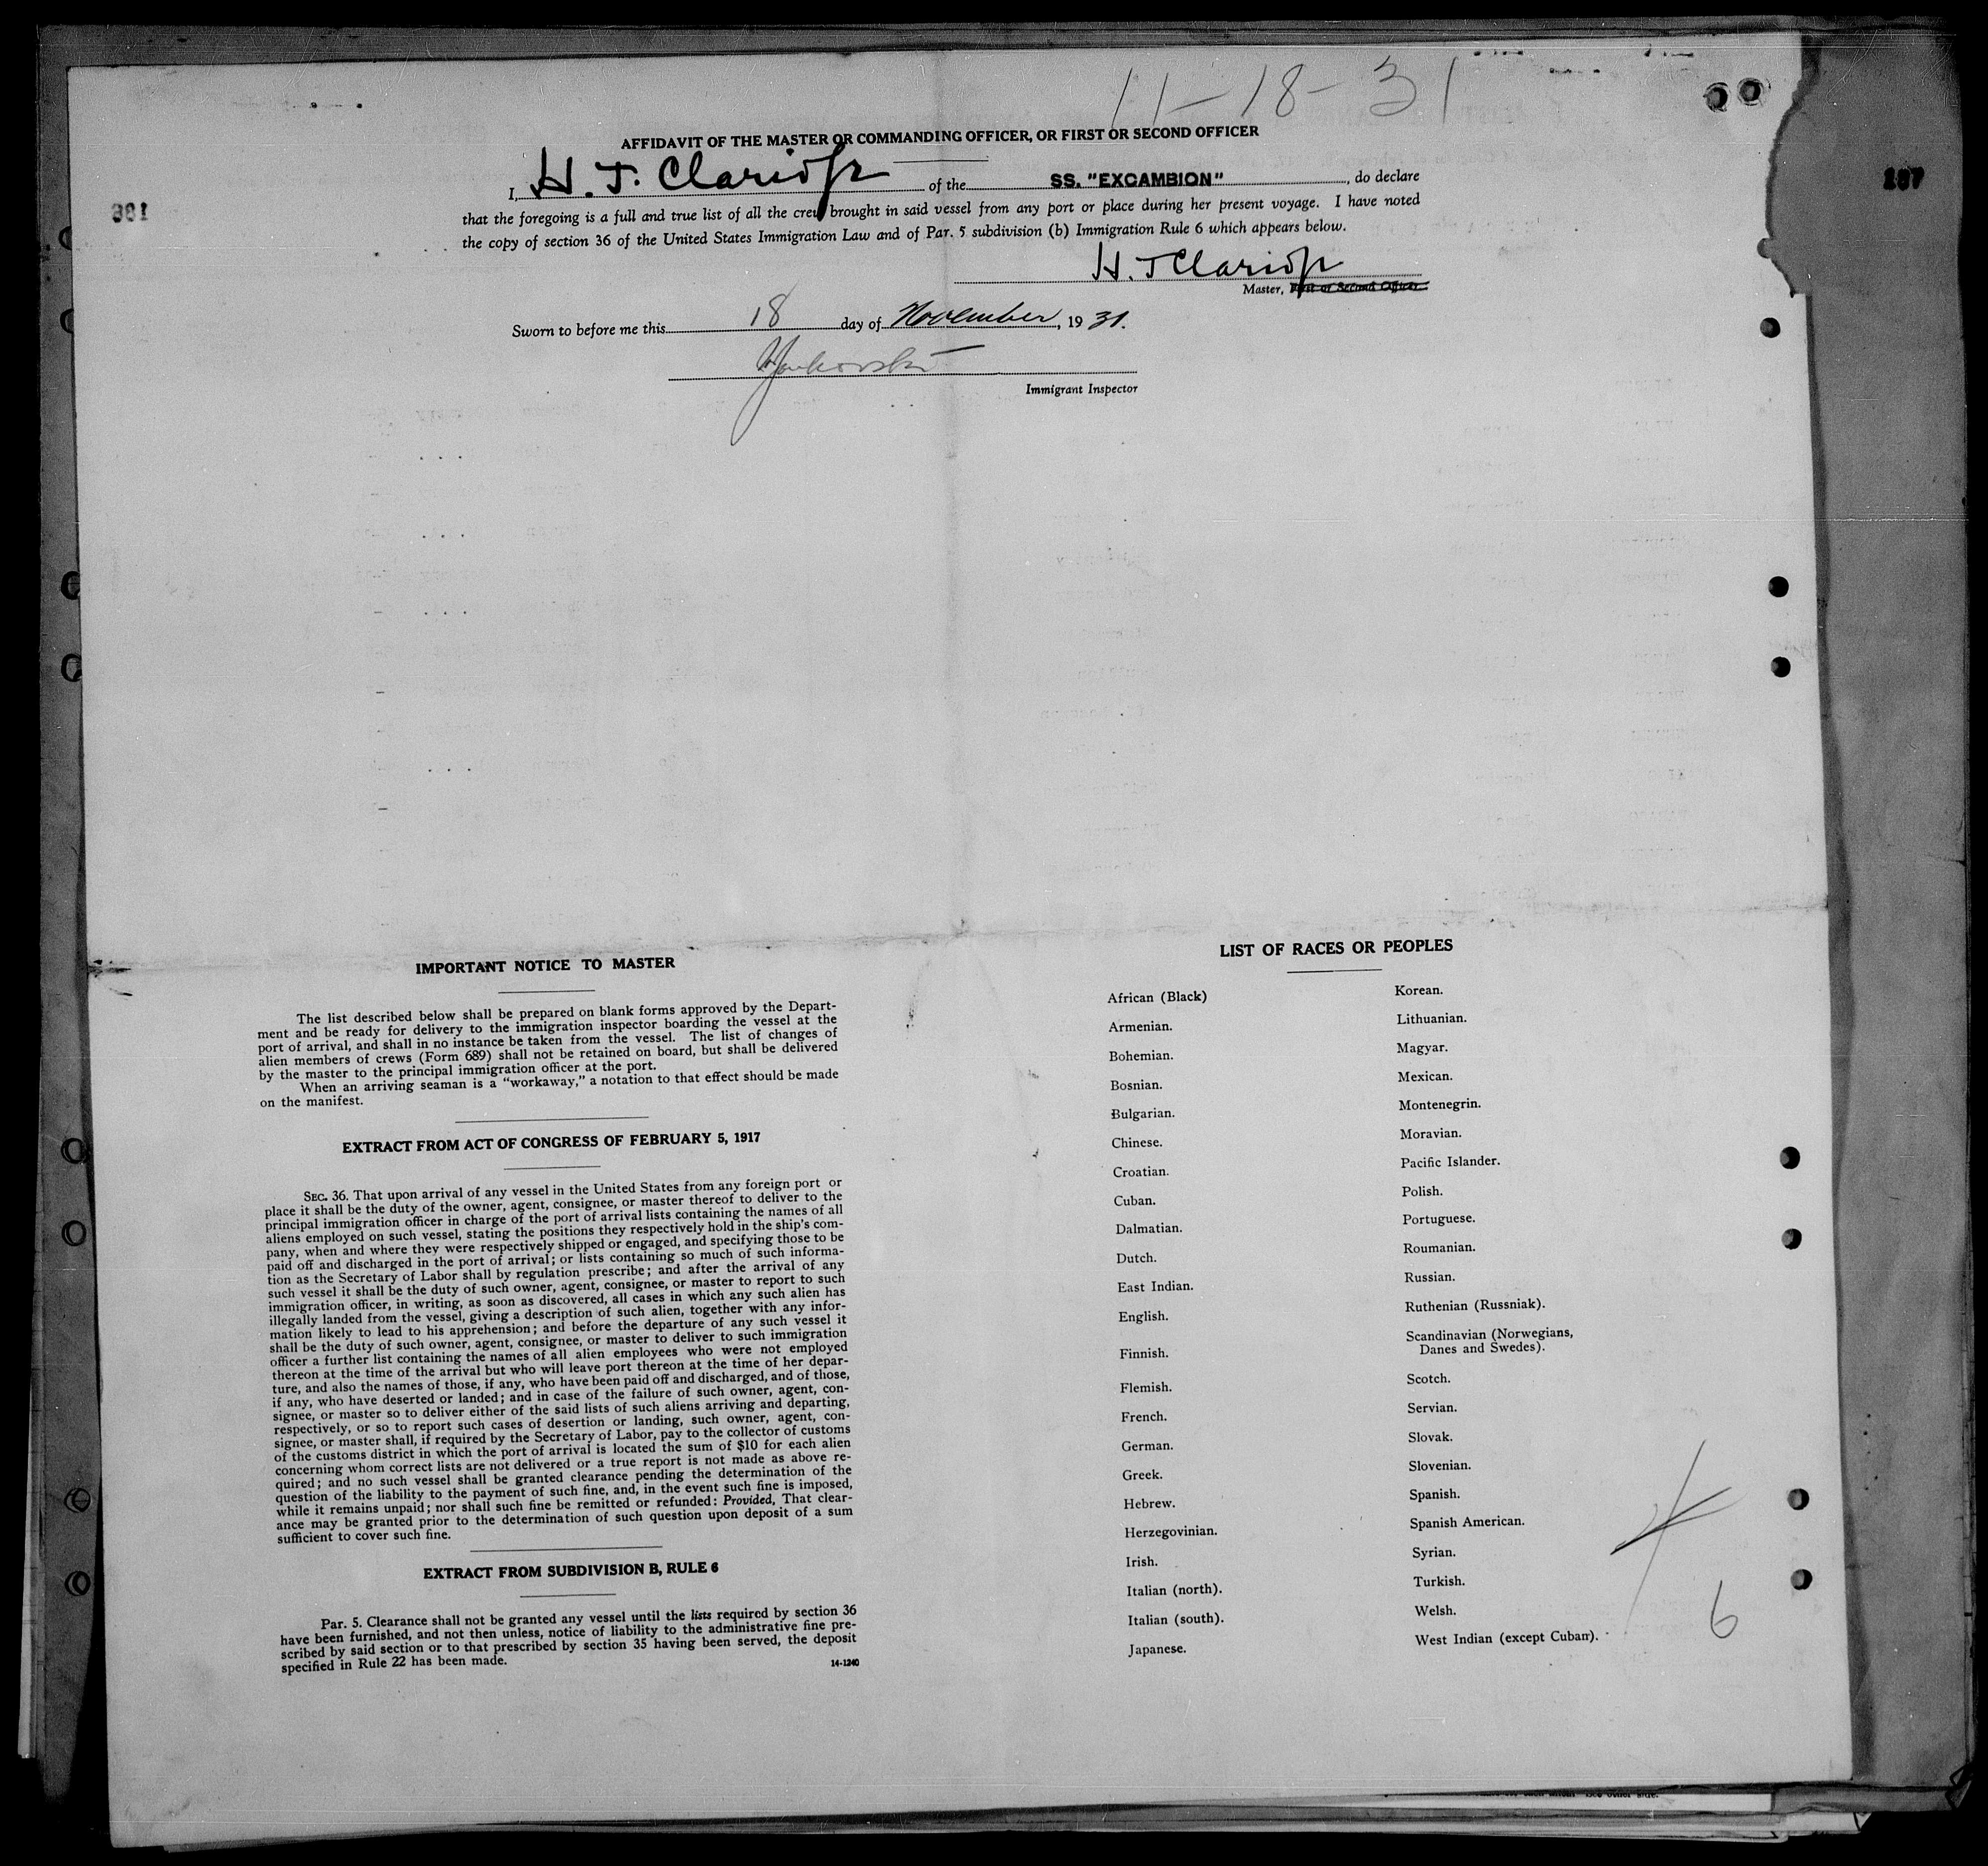 11-18-31
AFFIDAVIT OF THE MASTER OR COMMANDING OFFICER, OR FIRST OR SECOND OFFICER
I, H. J. of the SS. "EXCAMBION", do declare
that the foregoing is a full and true list of all the crew brought in said vessel from any port or place during her present voyage. I have noted
the copy of section 36 of the United States Immigration Law and of Par. 5 subdivision (b) Immigration Rule 6 which appears below.
H. J
Master, First or Second Officer.
Sworn to before me this 18 day of November, 19 31.
Immigrant Inspector
187
IMPORTANT NOTICE TO MASTER
The list described below shall be prepared on blank forms approved by the Depart-
ment and be ready for delivery to the immigration inspector boarding the vessel at the
port of arrival, and shall in no instance be taken from the vessel. The list of changes of
alien members of crews (Form 689) shall not be retained on board, but shall be delivered
by the master to the principal immigration officer at the port.
When an arriving seaman is a "workaway," a notation to that effect should be made
on the manifest.
EXTRACT FROM ACT OF CONGRESS OF FEBRUARY 5, 1917
SEC. 36. That upon arrival of any vessel in the United States from any foreign port or
place it shall be the duty of the owner, agent, consignee, or master thereof to deliver to the
principal immigration officer in charge of the port of arrival lists containing the names of all
aliens employed on such vessel, stating the positions they respectively hold in the ship's com-
pany, when and where they were respectively shipped or engaged, and specifying those to be
paid off and discharged in the port of arrival; or lists containing so much of such informa-
tion as the Secretary of Labor shall by regulation prescribe; and after the arrival of any
such vessel it shall be the duty of such owner, agent, consignee, or master to report to such
immigration officer, in writing, as soon as discovered, all cases in which any such alien has
illegally landed from the vessel, giving a description of such alien, together with any infor-
mation likely to lead to his apprehension; and before the departure of any such vessel it
shall be the duty of such owner, agent, consignee, or master to deliver to such immigration
officer a further list containing the names of all alien employees who were not employed
thereon at the time of the arrival but who will leave port thereon at the time of her depar-
ture, and also the names of those, if any, who have been paid off and discharged, and of those,
if any, who have deserted or landed; and in case of the failure of such owner, agent, con-
signee, or master so to deliver either of the said lists of such aliens arriving and departing,
respectively, or so to report such cases of desertion or landing, such owner, agent, con-
signee, or master shall, if required by the Secretary of Labor, pay to the collector of customs
of the customs district in which the port of arrival is located the sum of $10 for each alien
concerning whom correct lists are not delivered or a true report is not made as above re-
quired; and no such vessel shall be granted clearance pending the determination of the
question of the liability to the payment of such fine, and, in the event such fine is imposed,
while it remains unpaid; nor shall such fine be remitted or refunded: Provided, That clear-
ance may be granted prior to the determination of such question upon deposit of a sum
sufficient to cover such fine.
EXTRACT FROM SUBDIVISION B, RULE 6
Par. 5. Clearance shall not be granted any vessel until the lists required by section 36
have been furnished, and not then unless, notice of liability to the administrative fine pre-
scribed by said section or to that prescribed by section 35 having been served, the deposit
specified in Rule 22 has been made.
14-1240
LIST OF RACES OR PEOPLES
African (Black)
Armenian.
Bohemian.
Bosnian.
Bulgarian.
Chinese.
Croatian.
Cuban.
Dalmatian.
Dutch.
East Indian.
English.
Finnish.
Flemish.
French.
German.
Greek.
Hebrew.
Herzegovinian.
Irish.
Italian (north).
Italian (south).
Japanese.
Korean.
Lithuanian.
Magyar.
Mexican.
Montenegrin.
Moravian.
Pacific Islander.
Polish.
Portuguese.
Roumanian.
Russian.
Ruthenian (Russniak).
Scandinavian (Norwegians,
Danes and Swedes).
Scotch.
Servian.
Slovak.
Slovenian.
Spanish.
Spanish American.
Syrian.
Turkish.
Welsh.
West Indian (except Cuban).
6